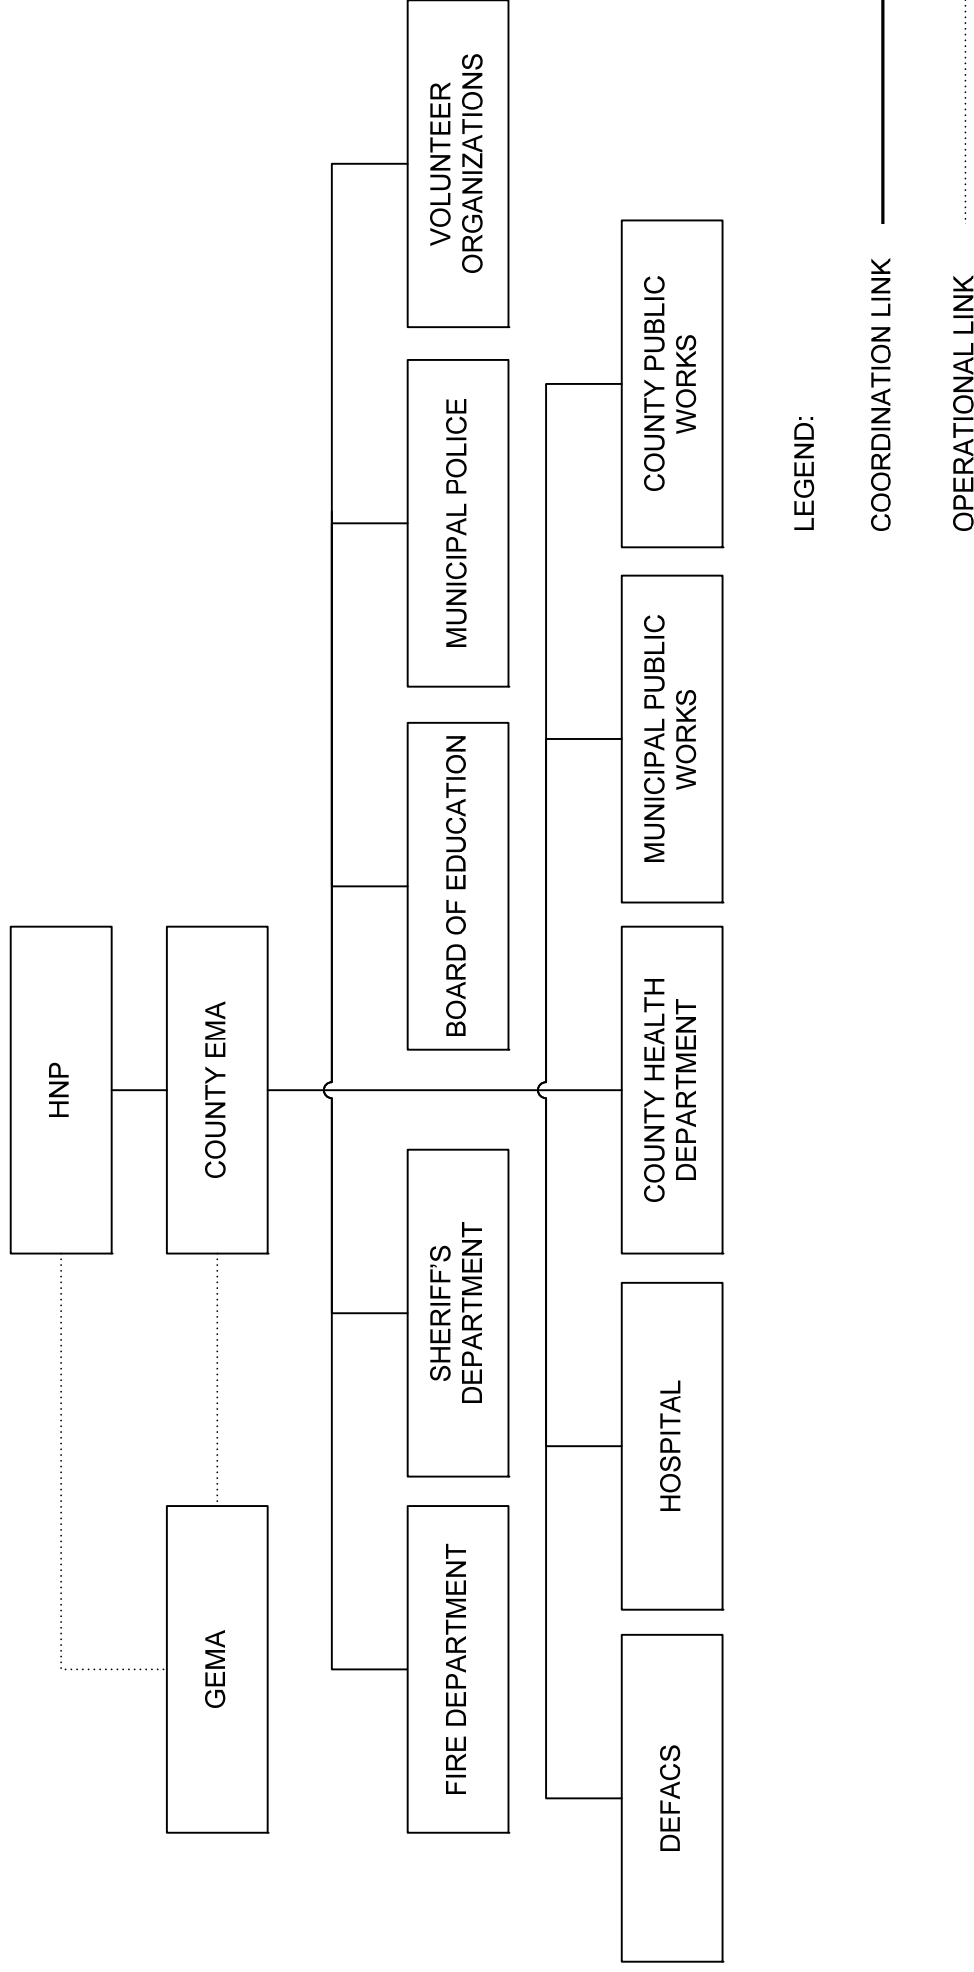 HNP
GEMA
COUNTY EMA
FIRE DEPARTMENT
SHERIFF'S
DEPARTMENT
BOARD OF EDUCATION
MUNICIPAL POLICE
VOLUNTEER
ORGANIZATIONS
DEFACS
HOSPITAL
COUNTY HEALTH
DEPARTMENT
MUNICIPAL PUBLIC
WORKS
COUNTY PUBLIC
WORKS
LEGEND:
COORDINATION LINK
OPERATIONAL LINK